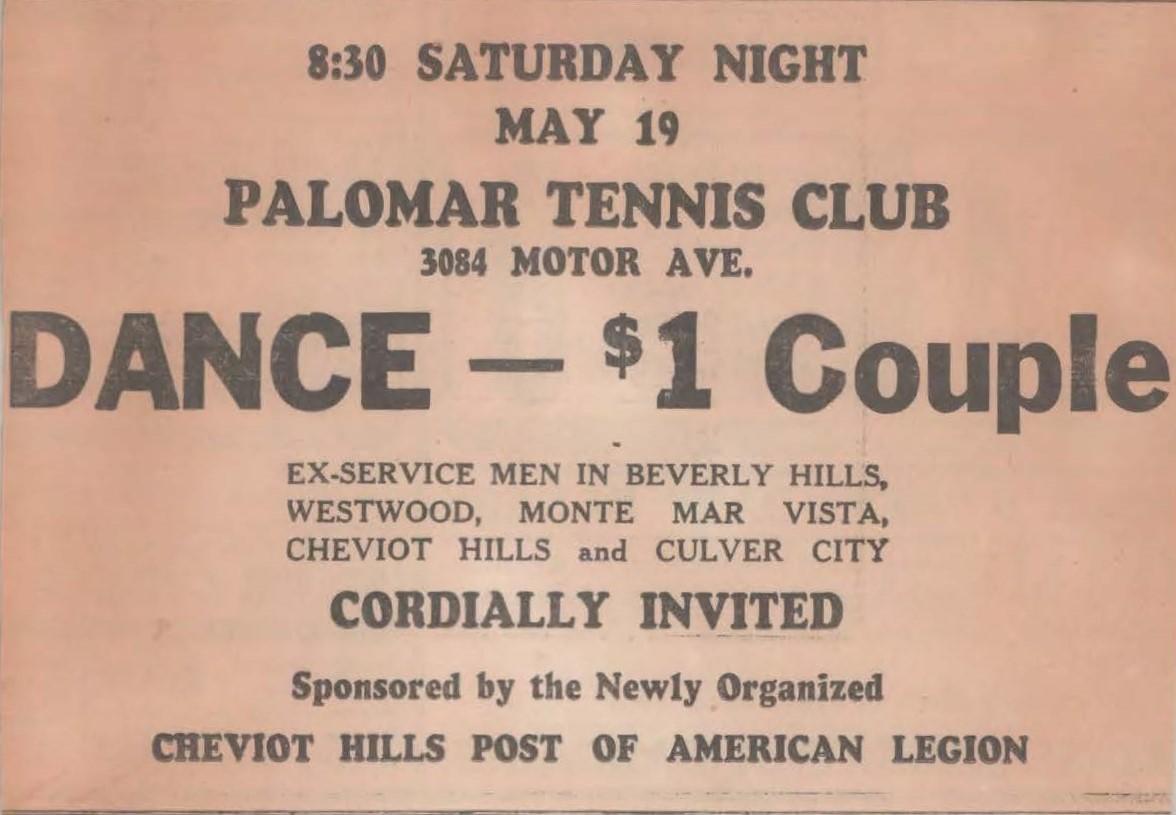 8:30 SATURDAY NIGHT
MAY 19
PALOMAR TENNIS CLUB
3084 MOTOR AVE.
DANCE — $1 Couple
EX-SERVICE MEN IN BEVERLY HILLS,
WESTWOOD, MONTE MAR VISTA,
CHEVIOT HILLS and CULVER CITY
CORDIALLY INVITED
Sponsored by the Newly Organized
CHEVIOT HILLS POST OF AMERICAN LEGION